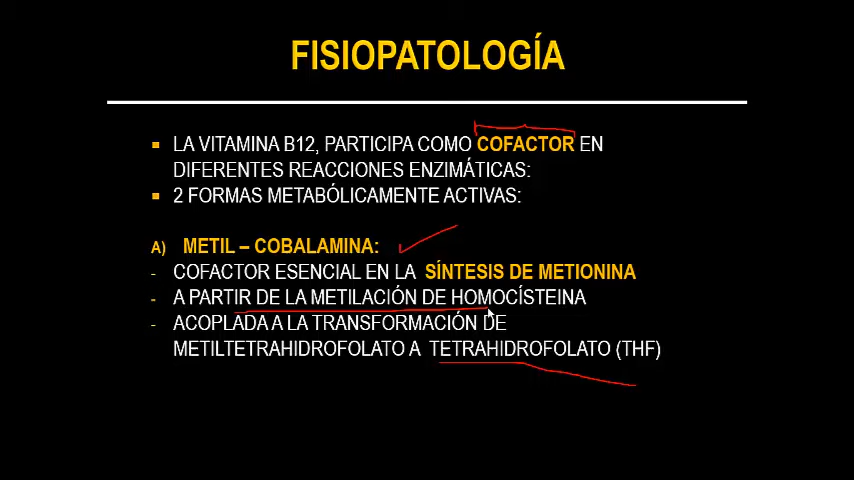 FISIOPATOLOGÍA
▪ LA VITAMINA B12, PARTICIPA COMO COFACTOR EN
DIFERENTES REACCIONES ENZIMÁTICAS:
▪ 2 FORMAS METABÓLICAMENTE ACTIVAS:
A) METIL – COBALAMINA:
- COFACTOR ESENCIAL EN LA SÍNTESIS DE METIONINA
- A PARTIR DE LA METILACIÓN DE HOMOCÍSTEINA
- ACOPLADA A LA TRANSFORMACIÓN DE
METILTETRAHIDROFOLATO A TETRAHIDROFOLATO (THF)